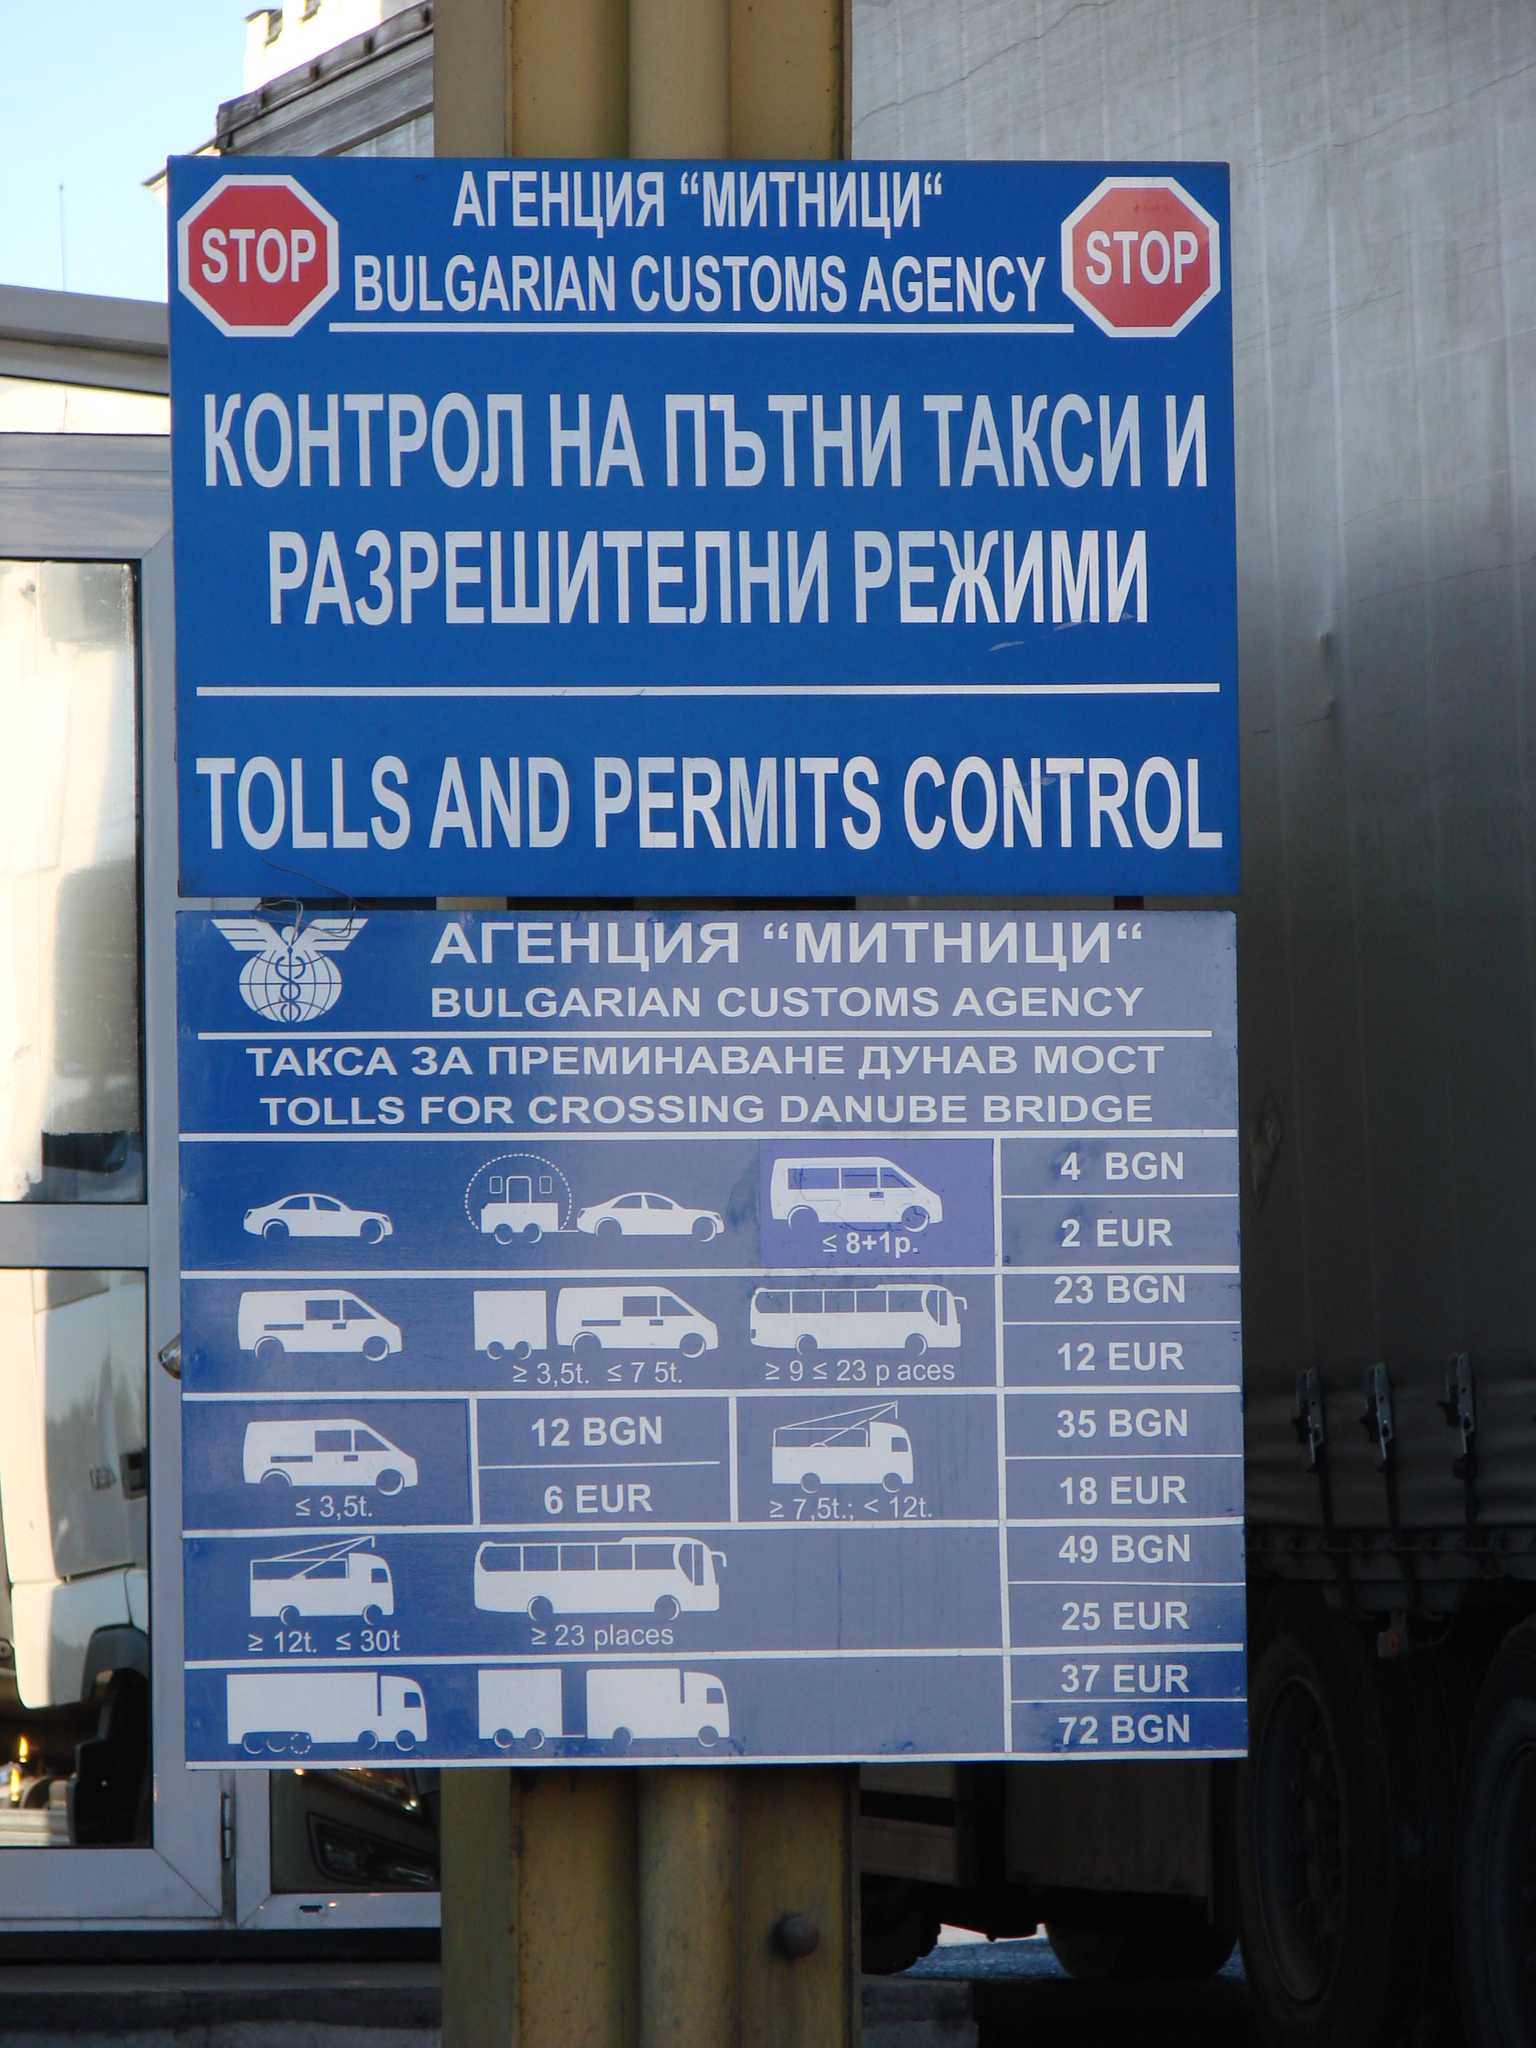 STOP
АГЕНЦИЯ “МИТНИЦИ“
BULGARIAN CUSTOMS AGENCY
STOP
КОНТРОЛ НА ПЪТНИ ТАКСИ И
РАЗРЕШИТЕЛНИ РЕЖИМИ
TOLLS AND PERMITS CONTROL
АГЕНЦИЯ “МИТНИЦИ“
BULGARIAN CUSTOMS AGENCY
ТАКСА ЗА ПРЕМИНАВАНЕ ДУНАВ МОСТ
TOLLS FOR CROSSING DANUBE BRIDGE
≤ 8+1p.
4 BGN
2 EUR
≥ 3,5t. ≤ 7 5t.
≥ 9 ≤ 23 p aces
23 BGN
12 EUR
≤ 3,5t.
12 BGN
6 EUR
≥ 7,5t.; < 12t.
35 BGN
18 EUR
≥ 12t. ≤ 30t
≥ 23 places
49 BGN
25 EUR
37 EUR
72 BGN